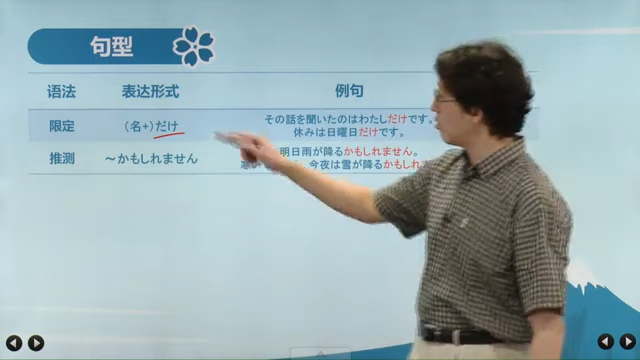 句型
语法 表达形式 例句
限定 （名+）だけ その話を聞いたのはわたしだけです。
休みは日曜日だけです。
推测 ～かもしれません 明日雨が降るかもしれません。
今夜は雪が降るかもしれ